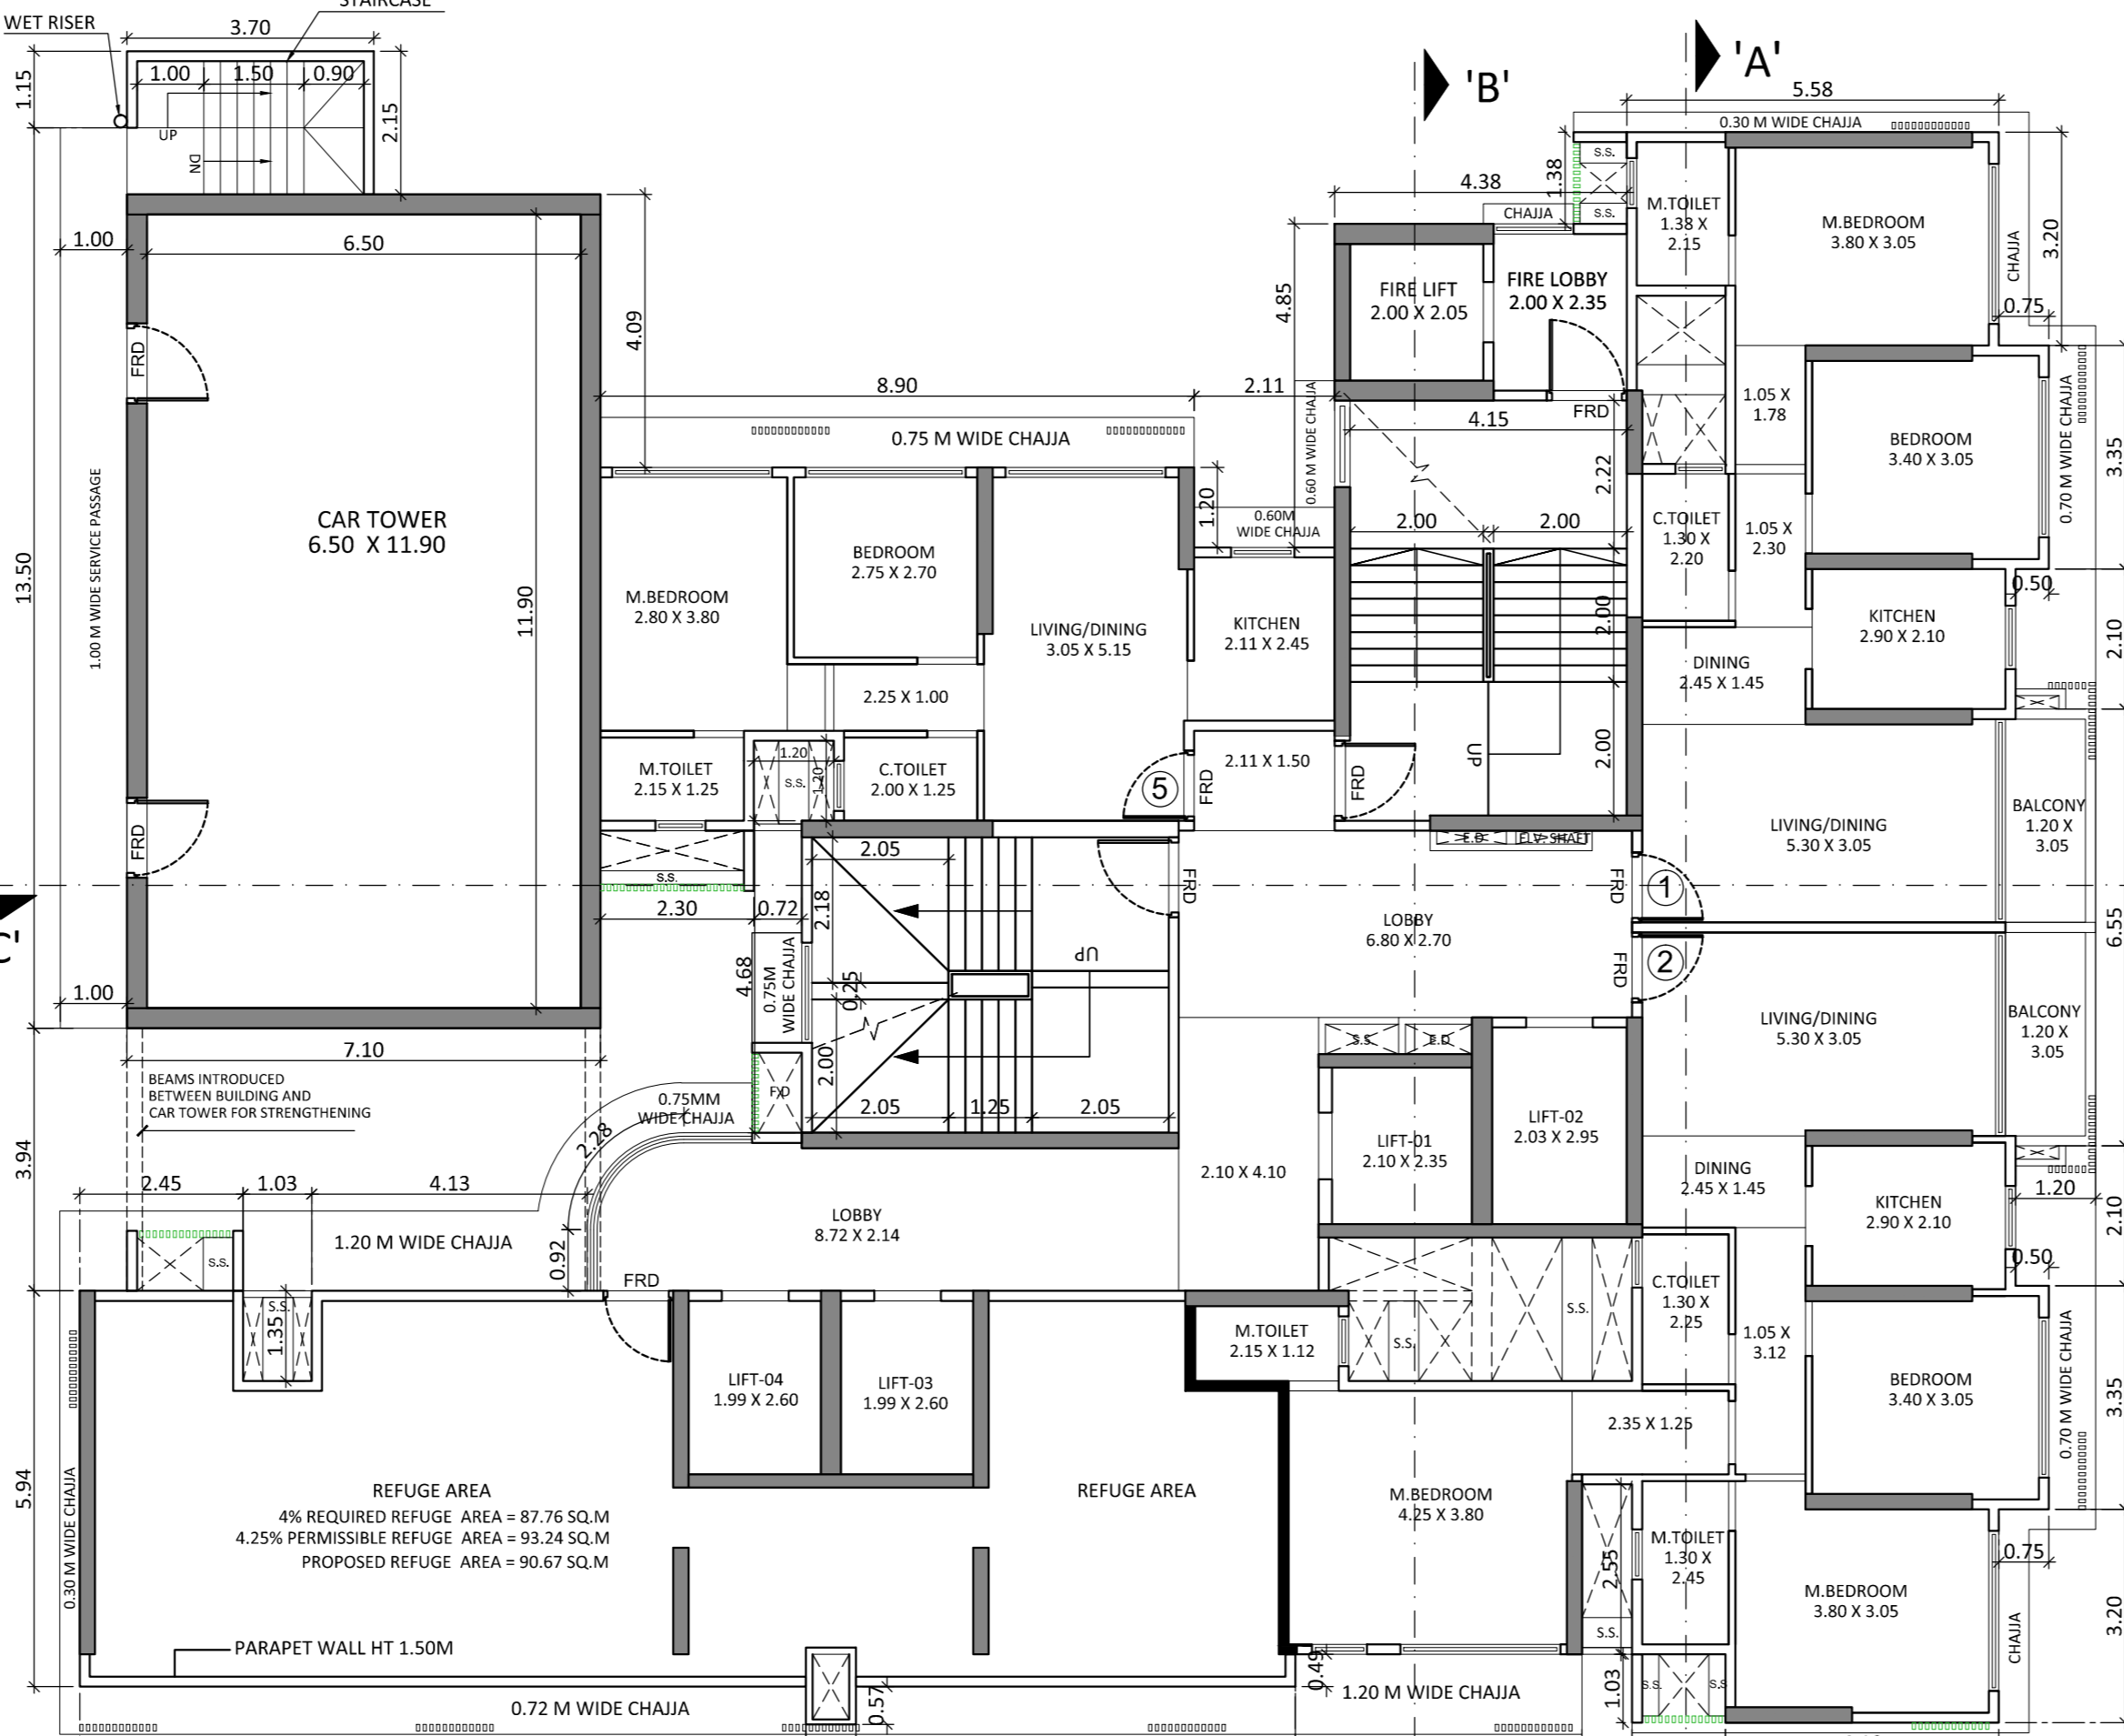 STAIRCASE
WET RISER
3.70
1.15
1.00
1.50
0.90
2.15
UP
DN
'B'
'A'
5.58
0.30 M WIDE CHAJJA
S.S.
1.38
4.38
S.S.
CHAJJA
M.TOILET
1.38 X
2.15
M.BEDROOM
3.80 X 3.05
CHAJJA
3.20
1.00
6.50
4.09
4.85
FIRE LIFT
2.00 X 2.05
FIRE LOBBY
2.00 X 2.35
0.75
FRD
8.90
2.11
0.60 M WIDE CHAJJA
FRD
4.15
1.05 X
1.78
BEDROOM
3.40 X 3.05
0.70 M WIDE CHAJJA
3.35
0.75 M WIDE CHAJJA
2.22
1.20
0.60M
WIDE CHAJJA
2.00
2.00
C.TOILET
1.30 X
2.20
1.05 X
2.30
1.00 M WIDE SERVICE PASSAGE
13.50
CAR TOWER
6.50 X 11.90
11.90
BEDROOM
2.75 X 2.70
M.BEDROOM
2.80 X 3.80
LIVING/DINING
3.05 X 5.15
KITCHEN
2.11 X 2.45
2.00
0.50
KITCHEN
2.90 X 2.10
2.10
DINING
2.45 X 1.45
2.25 X 1.00
2.00
UP
M.TOILET
2.15 X 1.25
1.20
S.S.
1.20
C.TOILET
2.00 X 1.25
5
FRD
2.11 X 1.50
FRD
FRD
E.D
ELV. SHAFT
LIVING/DINING
5.30 X 3.05
BALCONY
1.20 X
3.05
S.S.
2.05
FRD
FRD
1
2.30
0.72
2.18
LOBBY
6.80 X 2.70
6.55
UP
FRD
2
4.68
0.75M
WIDE CHAJJA
0.25
1.00
LIVING/DINING
5.30 X 3.05
BALCONY
1.20 X
3.05
7.10
S.S.
E.D
BEAMS INTRODUCED
BETWEEN BUILDING AND
CAR TOWER FOR STRENGTHENING
0.75MM
WIDE CHAJJA
F.D
2.00
2.05
1.25
2.05
2.28
LIFT-01
2.10 X 2.35
LIFT-02
2.03 X 2.95
3.94
2.45
1.03
4.13
2.10 X 4.10
DINING
2.45 X 1.45
1.20
KITCHEN
2.90 X 2.10
2.10
LOBBY
8.72 X 2.14
1.20 M WIDE CHAJJA
S.S.
0.92
FRD
0.50
S.S.
1.35
C.TOILET
1.30 X
2.25
S.S.
M.TOILET
2.15 X 1.12
S.S.
1.05 X
3.12
LIFT-04
1.99 X 2.60
LIFT-03
1.99 X 2.60
BEDROOM
3.40 X 3.05
0.70 M WIDE CHAJJA
3.35
2.35 X 1.25
5.94
0.30 M WIDE CHAJJA
REFUGE AREA
4% REQUIRED REFUGE AREA = 87.76 SQ.M
4.25% PERMISSIBLE REFUGE AREA = 93.24 SQ.M
PROPOSED REFUGE AREA = 90.67 SQ.M
REFUGE AREA
M.BEDROOM
4.25 X 3.80
2.55
M.TOILET
1.30 X
2.45
0.75
M.BEDROOM
3.80 X 3.05
3.20
CHAJJA
S.S.
PARAPET WALL HT 1.50M
0.49
1.03
S.S.
S.S
0.72 M WIDE CHAJJA
0.57
1.20 M WIDE CHAJJA